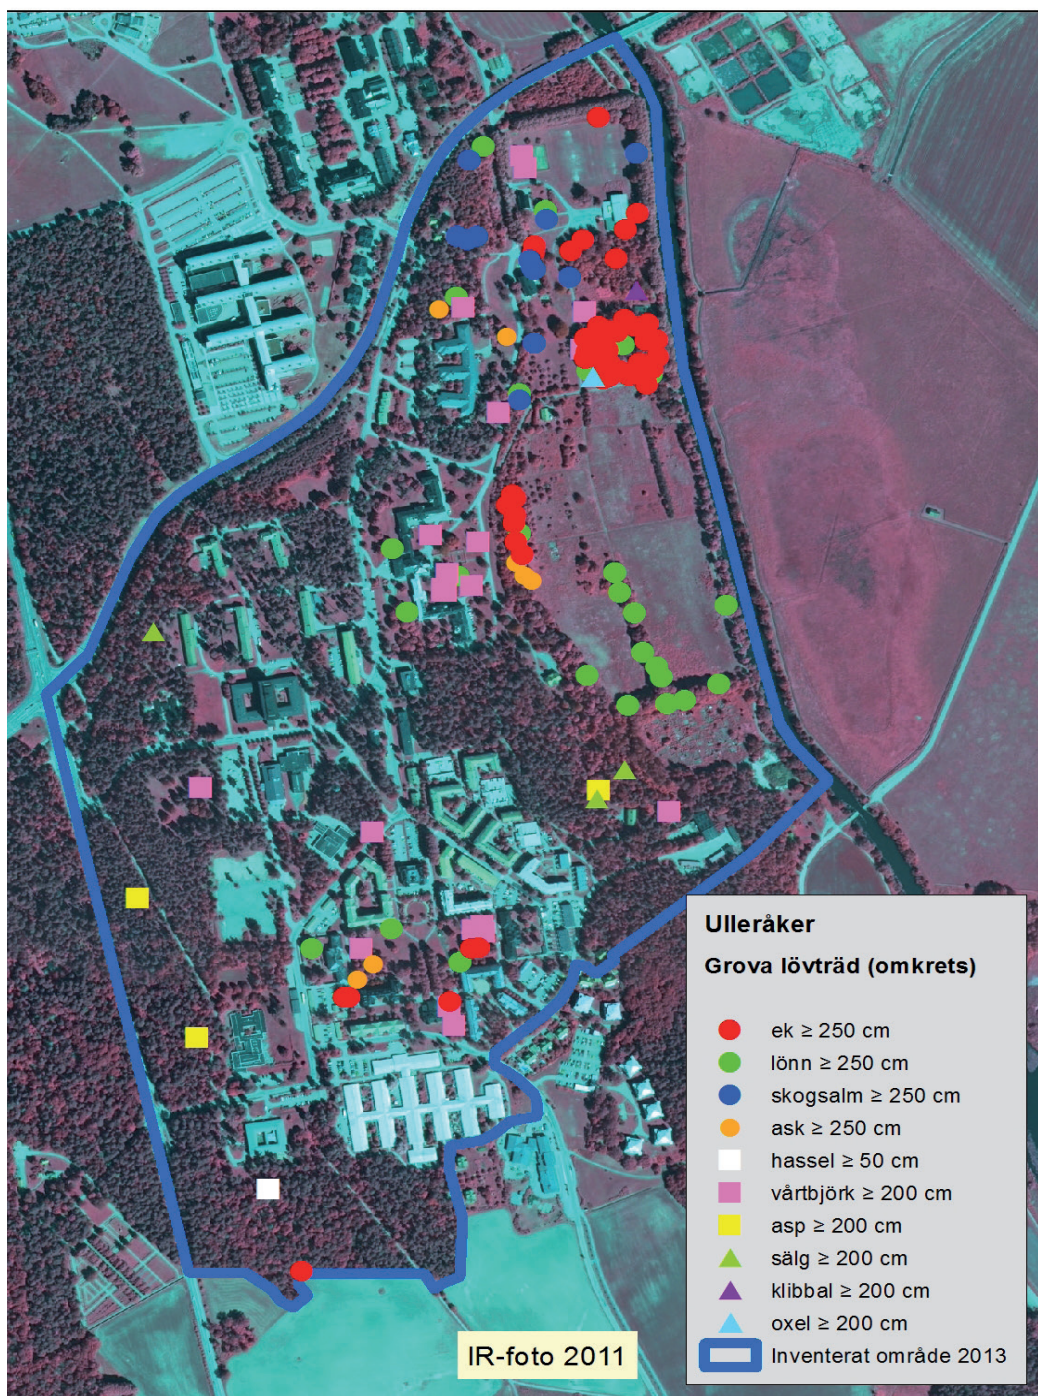 Ulleråker
Grova lövträd (omkrets)
ek ≥ 250 cm
lönn ≥ 250 cm
skogsalm ≥ 250 cm
ask ≥ 250 cm
hassel ≥ 50 cm
vårtbjörk ≥ 200 cm
asp ≥ 200 cm
sälg ≥ 200 cm
klibbal ≥ 200 cm
oxel ≥ 200 cm
Inventerat område 2013
IR-foto 2011